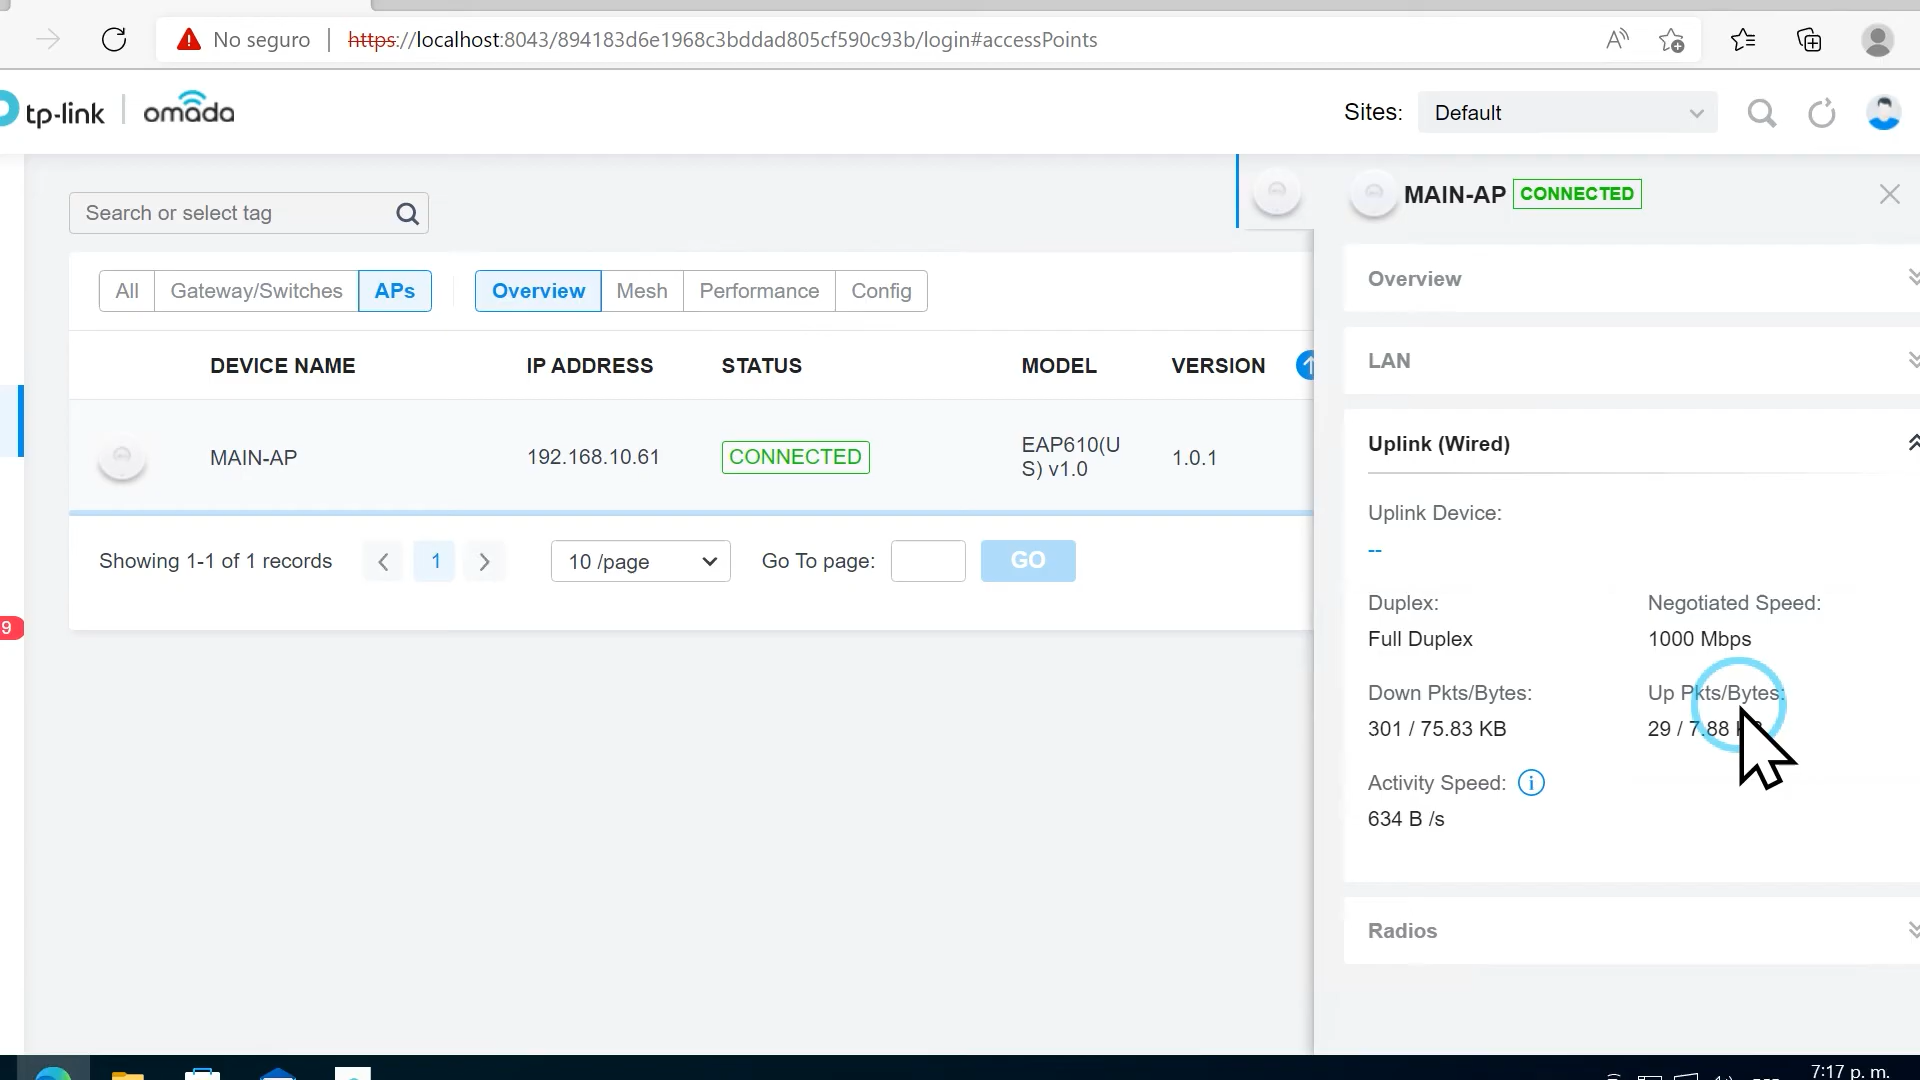 No seguro
https://localhost:8043/894183d6e1968c3bddad805cf590c93b/login#accessPoints
tp-link
omada
Sites:
Default
Search or select tag
MAIN-AP
CONNECTED
All
Gateway/Switches
APs
Overview
Mesh
Performance
Config
DEVICE NAME
IP ADDRESS
STATUS
MODEL
VERSION
MAIN-AP
192.168.10.61
CONNECTED
EAP610(U
S) v1.0
1.0.1
Showing 1-1 of 1 records
1
10 /page
Go To page:
GO
9
Overview
LAN
Uplink (Wired)
Uplink Device:
--
Duplex:
Negotiated Speed:
Full Duplex
1000 Mbps
Down Pkts/Bytes:
Up Pkts/Bytes:
301 / 75.83 KB
29 / 7.88
Activity Speed:
634 B /s
Radios
7:17 p. m.